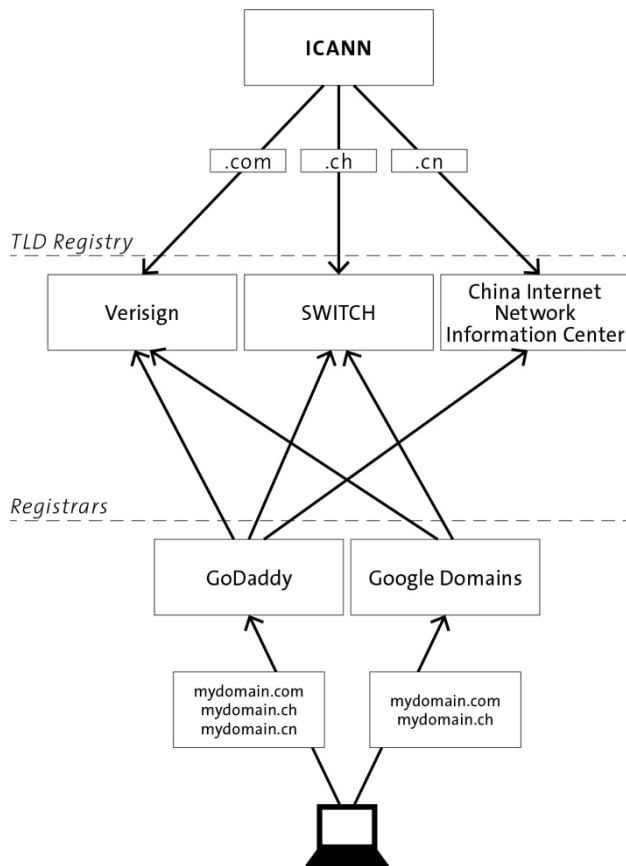 ICANN
.com
.ch
.cn
TLD Registry
Verisign
SWITCH
China Internet
Network
Information Center
Registrars
GoDaddy
Google Domains
mydomain.com
mydomain.ch
mydomain.cn
mydomain.com
mydomain.ch